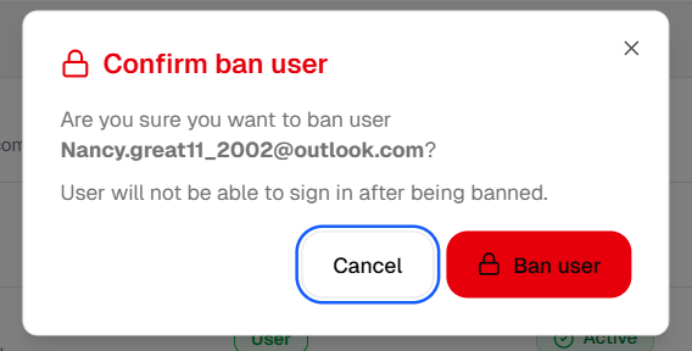 Confirm ban user
Are you sure you want to ban user
Nancy.great11_2002@outlook.com?
User will not be able to sign in after being banned.
Cancel
Ban user
User
Active